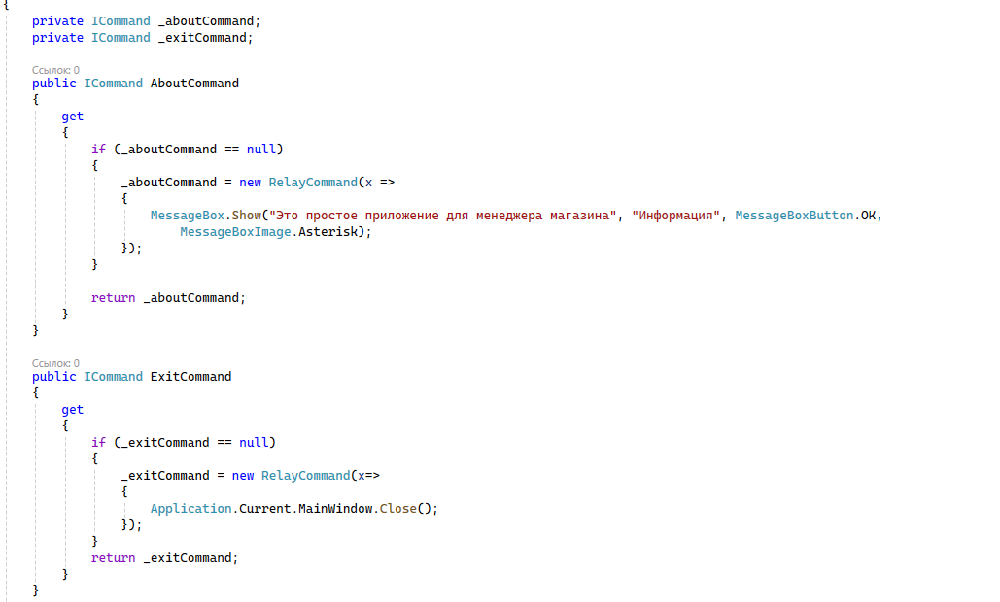 {
private ICommand _aboutCommand;
private ICommand _exitCommand;
Ссылок: 0
public ICommand AboutCommand
{
get
{
if (_aboutCommand == null)
{
_aboutCommand = new RelayCommand(x =>
{
MessageBox.Show("Это простое приложение для менеджера магазина", "Информация", MessageBoxButton.OK,
MessageBoxImage.Asterisk);
});
}
return _aboutCommand;
}
}
Ссылок: 0
public ICommand ExitCommand
{
get
{
if (_exitCommand == null)
{
_exitCommand = new RelayCommand(x=>
{
Application.Current.MainWindow.Close();
});
}
return _exitCommand;
}
}